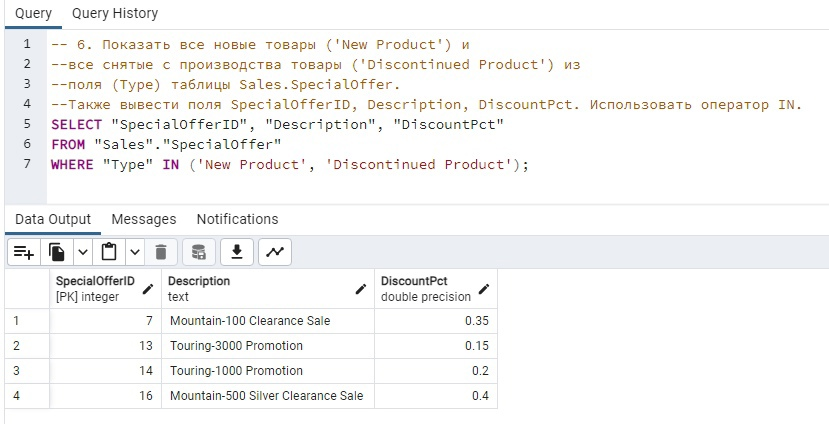 Query Query History
1 -- 6. Показать все новые товары ('New Product') и
2 --все снятые с производства товары ('Discontinued Product') из
3 --поля (Type) таблицы Sales.SpecialOffer.
4 --Также вывести поля SpecialOfferID, Description, DiscountPct. Использовать оператор IN.
5 SELECT "SpecialOfferID", "Description", "DiscountPct"
6 FROM "Sales"."SpecialOffer"
7 WHERE "Type" IN ('New Product', 'Discontinued Product');
Data Output Messages Notifications
SpecialOfferID Description DiscountPct
[PK] integer text double precision
1 7 Mountain-100 Clearance Sale 0.35
2 13 Touring-3000 Promotion 0.15
3 14 Touring-1000 Promotion 0.2
4 16 Mountain-500 Silver Clearance Sale 0.4